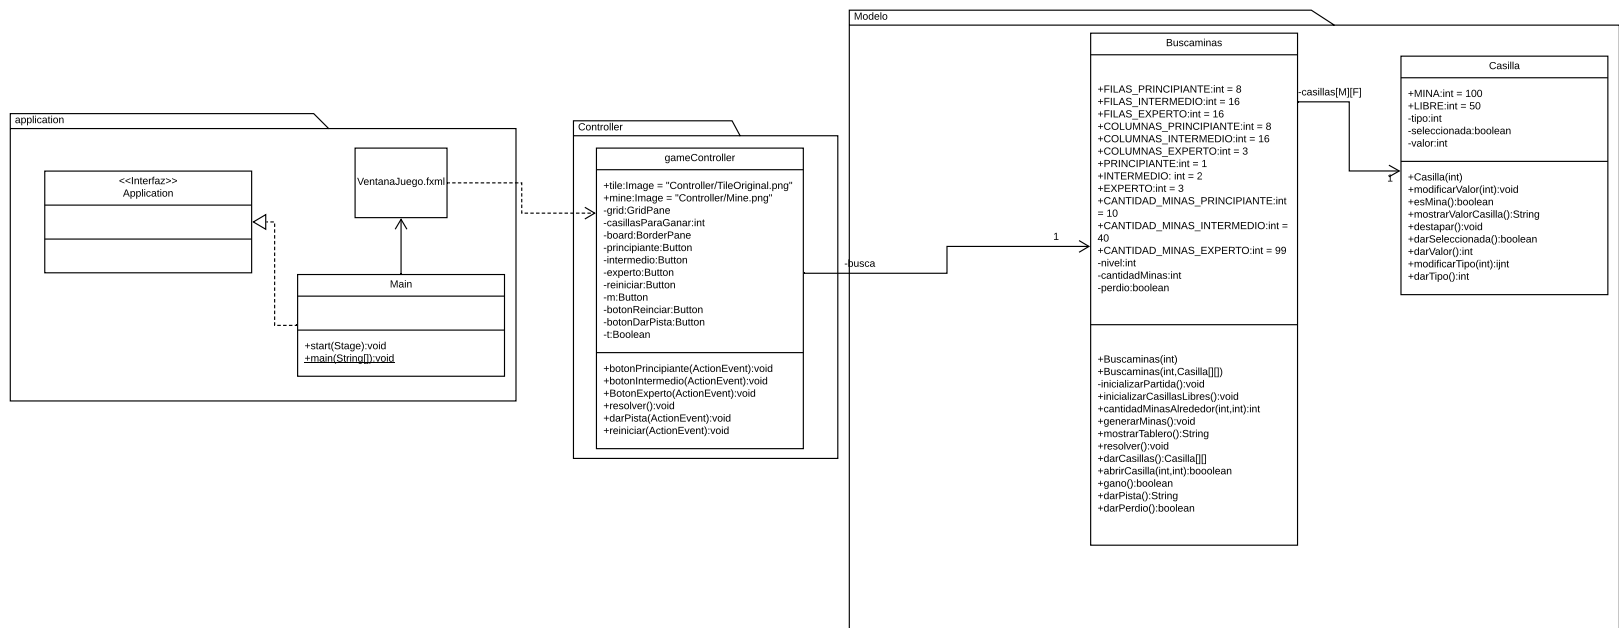 application
<<Interfaz>>
Application
VentanaJuego.fxml
Main
+start(Stage):void
+main(String[]):void
Controller
gameController
+tile:Image = "Controller/TileOriginal.png"
+mine:Image = "Controller/Mine.png"
-grid:GridPane
-casillasParaGanar:int
-board:BorderPane
-principiante:Button
-intermedio:Button
-experto:Button
-reiniciar:Button
-m:Button
-botonReinciar:Button
-botonDarPista:Button
-t:Boolean
+botonPrincipiante(ActionEvent):void
+botonIntermedio(ActionEvent):void
+BotonExperto(ActionEvent):void
+resolver():void
+darPista(ActionEvent):void
+reiniciar(ActionEvent):void
-busca
1
Modelo
Buscaminas
+FILAS_PRINCIPIANTE:int = 8
+FILAS_INTERMEDIO:int = 16
+FILAS_EXPERTO:int = 16
+COLUMNAS_PRINCIPIANTE:int = 8
+COLUMNAS_INTERMEDIO:int = 16
+COLUMNAS_EXPERTO:int = 3
+PRINCIPIANTE:int = 1
+INTERMEDIO: int = 2
+EXPERTO:int = 3
+CANTIDAD_MINAS_PRINCIPIANTE:int
= 10
+CANTIDAD_MINAS_INTERMEDIO:int =
40
+CANTIDAD_MINAS_EXPERTO:int = 99
-nivel:int
-cantidadMinas:int
-perdio:boolean
+Buscaminas(int)
+Buscaminas(int,Casilla[][])
-inicializarPartida():void
+inicializarCasillasLibres():void
+cantidadMinasAlrededor(int,int):int
+generarMinas():void
+mostrarTablero():String
+resolver():void
+darCasillas():Casilla[][]
+abrirCasilla(int,int):booolean
+gano():boolean
+darPista():String
+darPerdio():boolean
-casillas[M][F]
1
Casilla
+MINA:int = 100
+LIBRE:int = 50
-tipo:int
-seleccionada:boolean
-valor:int
+Casilla(int)
+modificarValor(int):void
+esMina():boolean
+mostrarValorCasilla():String
+destapar():void
+darSeleccionada():boolean
+darValor():int
+modificarTipo(int):ijnt
+darTipo():int